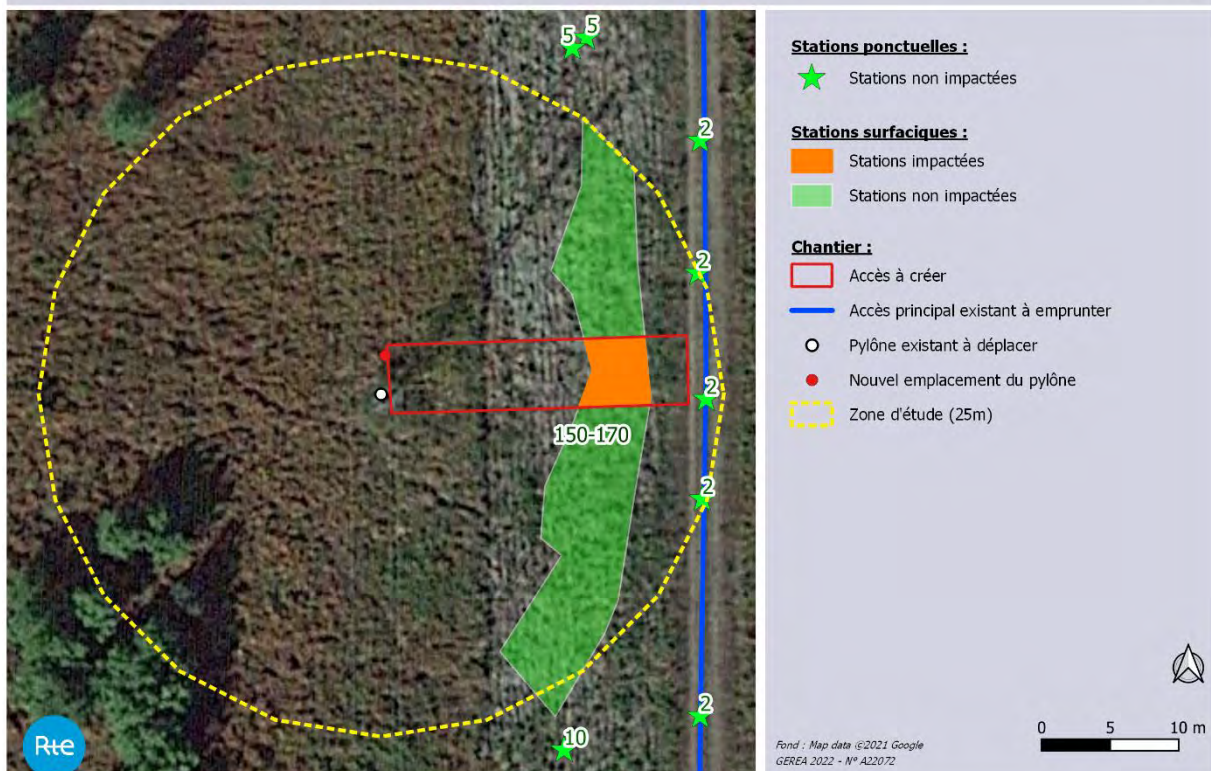 5
5
2
2
2
150-170
2
2
10
Rte
Stations ponctuelles :
Stations non impactées
Stations surfaciques :
Stations impactées
Stations non impactées
Chantier :
Accès à créer
Accès principal existant à emprunter
Pylône existant à déplacer
Nouvel emplacement du pylône
Zone d'étude (25m)
0 5 10 m
Fond : Map data ©2021 Google
GEREA 2022 - N° A22072